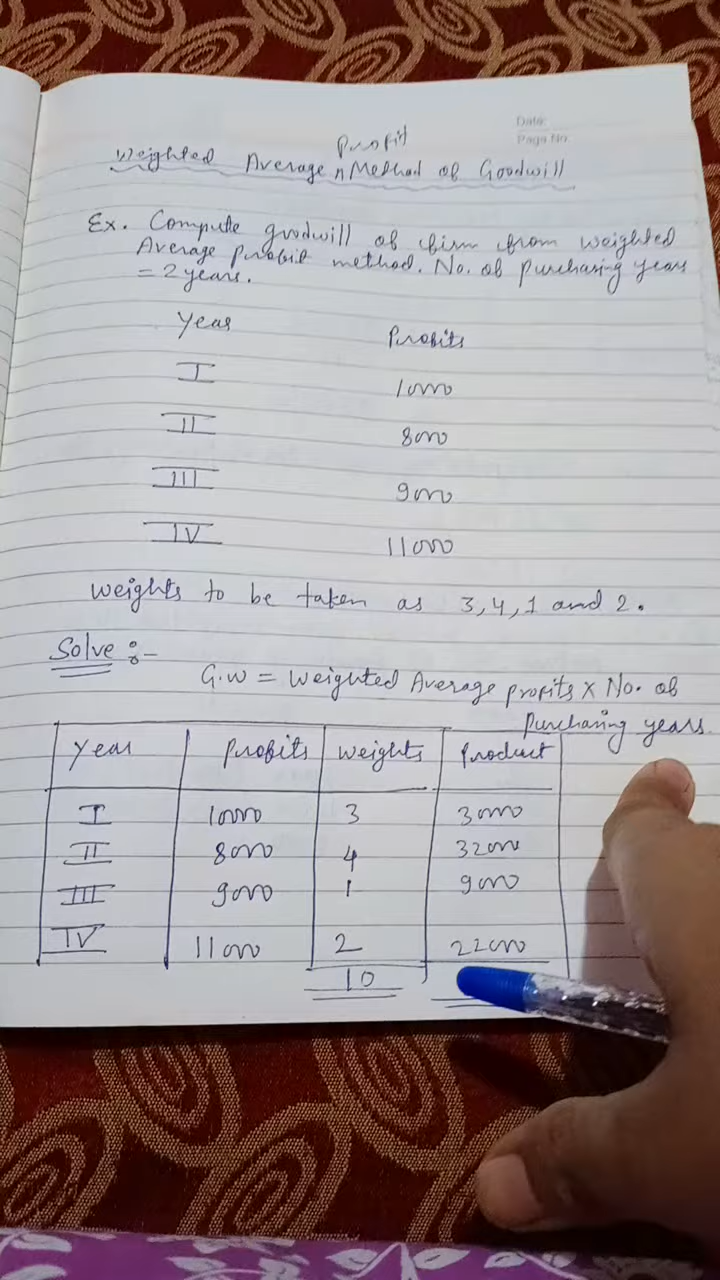 Date:
Page No.
Weighted Average Profit Method of Goodwill
Ex. Compute goodwill of firm from weighted
Average profit method. No. of purchasing years
= 2 years.
Year Profits
I 10000
II 8000
III 9000
IV 11000
Weights to be taken as 3, 4, 1 and 2.
Solve :-
G.W = Weighted Average profits x No. of
purchasing years.
Year Profits Weights Product
I 10000 3 30000
II 8000 4 32000
III 9000 1 9000
IV 11000 2 22000
10